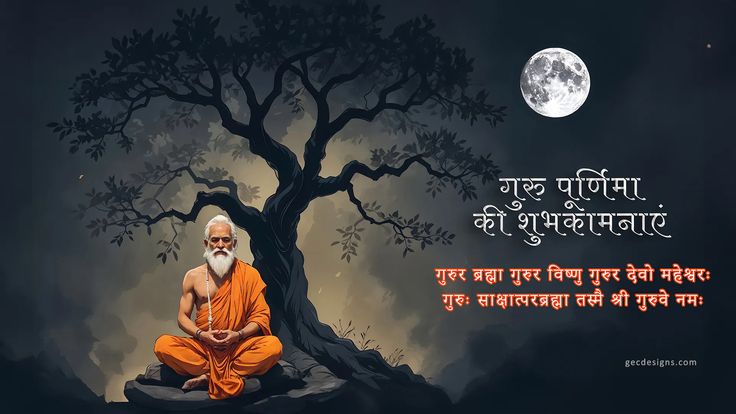 गुरु पूर्णिमा
की शुभकामनाएं
गुरुर ब्रह्मा गुरुर विष्णु गुरुर देवो महेश्वरः
गुरुः साक्षात्परब्रह्मा तस्मै श्री गुरुवे नमः
gecdesigns.com